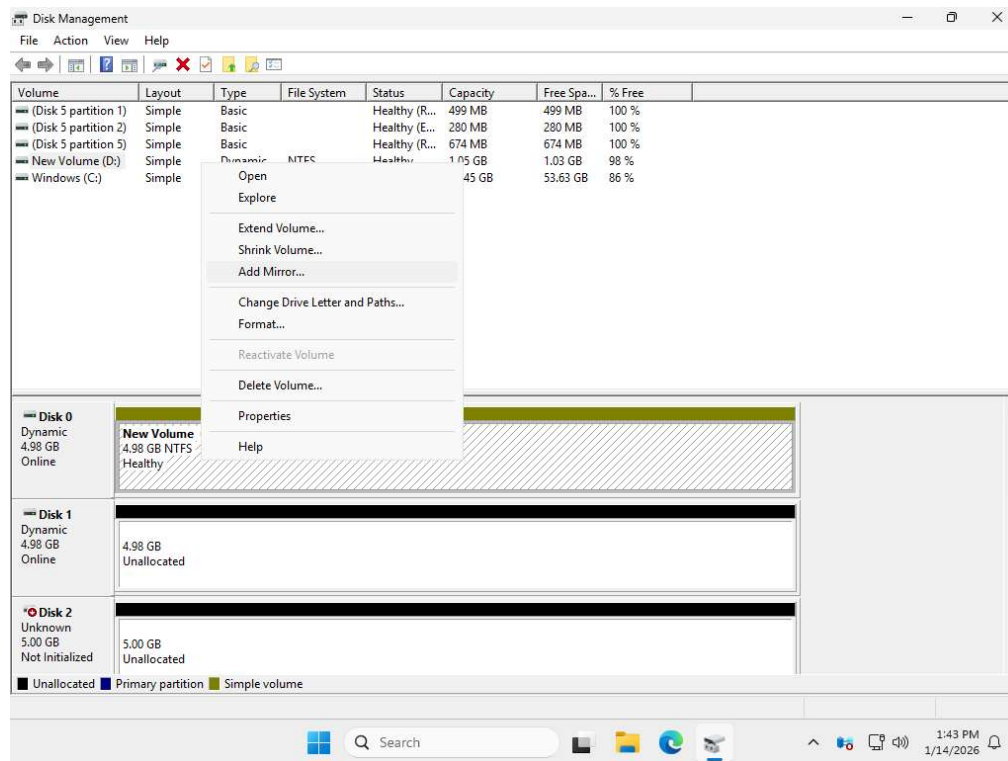 Disk Management
File Action View Help
Volume Layout Type File System Status Capacity Free Spa... % Free
(Disk 5 partition 1) Simple Basic Healthy (R... 499 MB 499 MB 100 %
(Disk 5 partition 2) Simple Basic Healthy (E... 280 MB 280 MB 100 %
(Disk 5 partition 5) Simple Basic Healthy (R... 674 MB 674 MB 100 %
New Volume (D:) Simple Dynamic NTFS Healthy 1.05 GB 1.03 GB 98 %
Windows (C:) Simple 45 GB 53.63 GB 86 %
Open
Explore
Extend Volume...
Shrink Volume...
Add Mirror...
Change Drive Letter and Paths...
Format...
Reactivate Volume
Delete Volume...
Properties
Help
Disk 0
Dynamic
4.98 GB
Online
New Volume
4.98 GB NTFS
Healthy
Disk 1
Dynamic
4.98 GB
Online
4.98 GB
Unallocated
Disk 2
Unknown
5.00 GB
Not Initialized
5.00 GB
Unallocated
Unallocated Primary partition Simple volume
Search
1:43 PM
1/14/2026